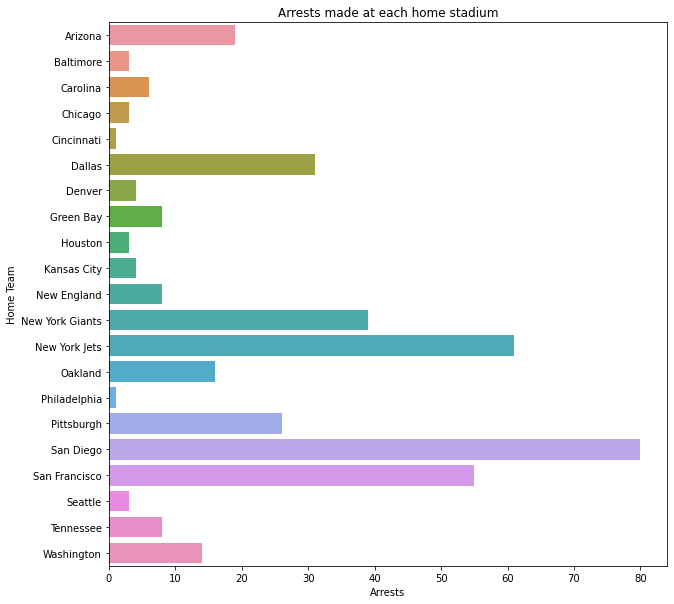 Arrests made at each home stadium
Arizona
Baltimore
Carolina
Chicago
Cincinnati
Dallas
Denver
Green Bay
Houston
Kansas City
New England
New York Giants
New York Jets
Oakland
Philadelphia
Pittsburgh
San Diego
San Francisco
Seattle
Tennessee
Washington
Home Team
0 10 20 30 40 50 60 70 80
Arrests